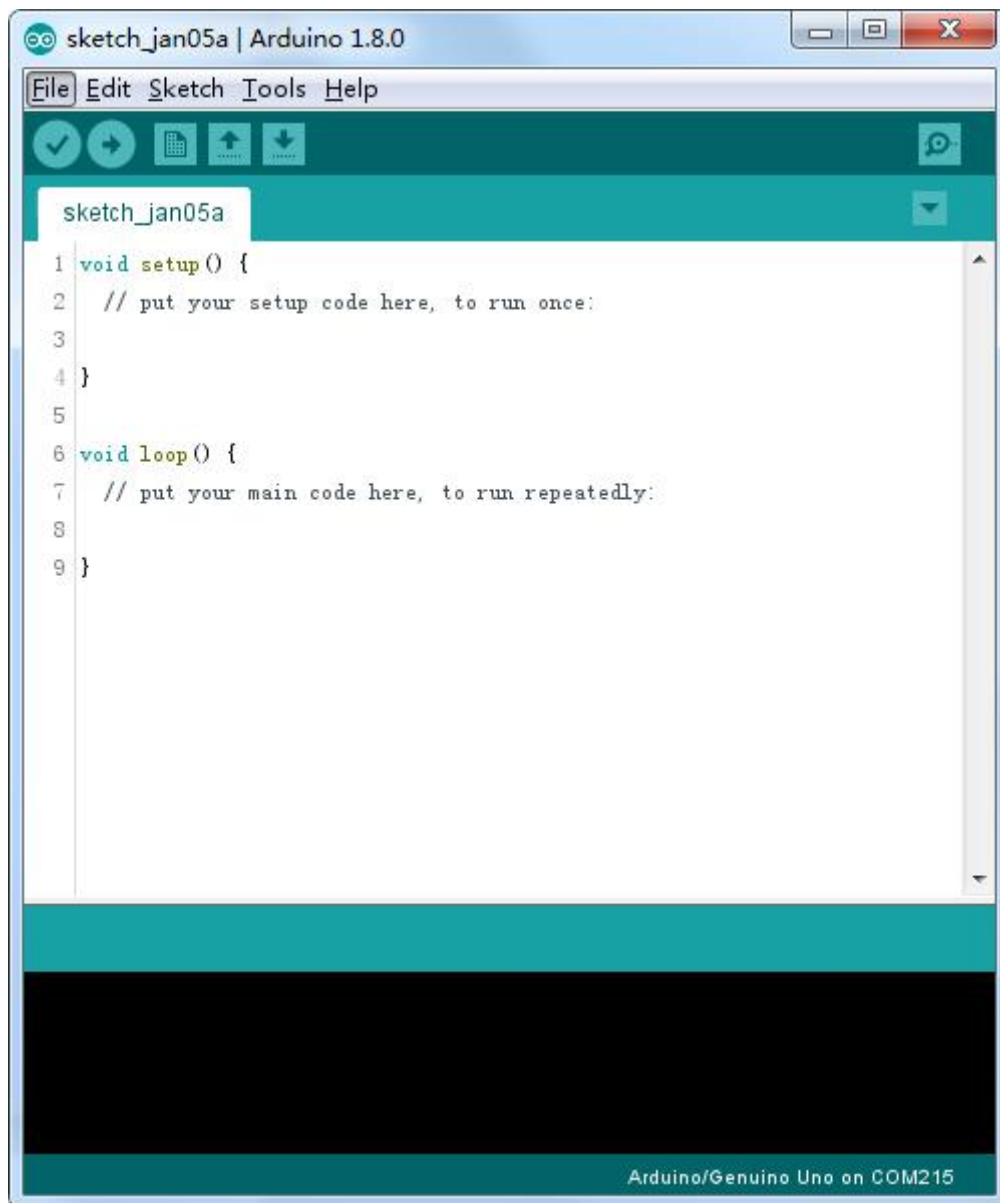 sketch_jan05a | Arduino 1.8.0
File Edit Sketch Tools Help
sketch_jan05a
1 void setup() {
2   // put your setup code here, to run once:
3
4 }
5
6 void loop() {
7   // put your main code here, to run repeatedly:
8
9 }
Arduino/Genuino Uno on COM215